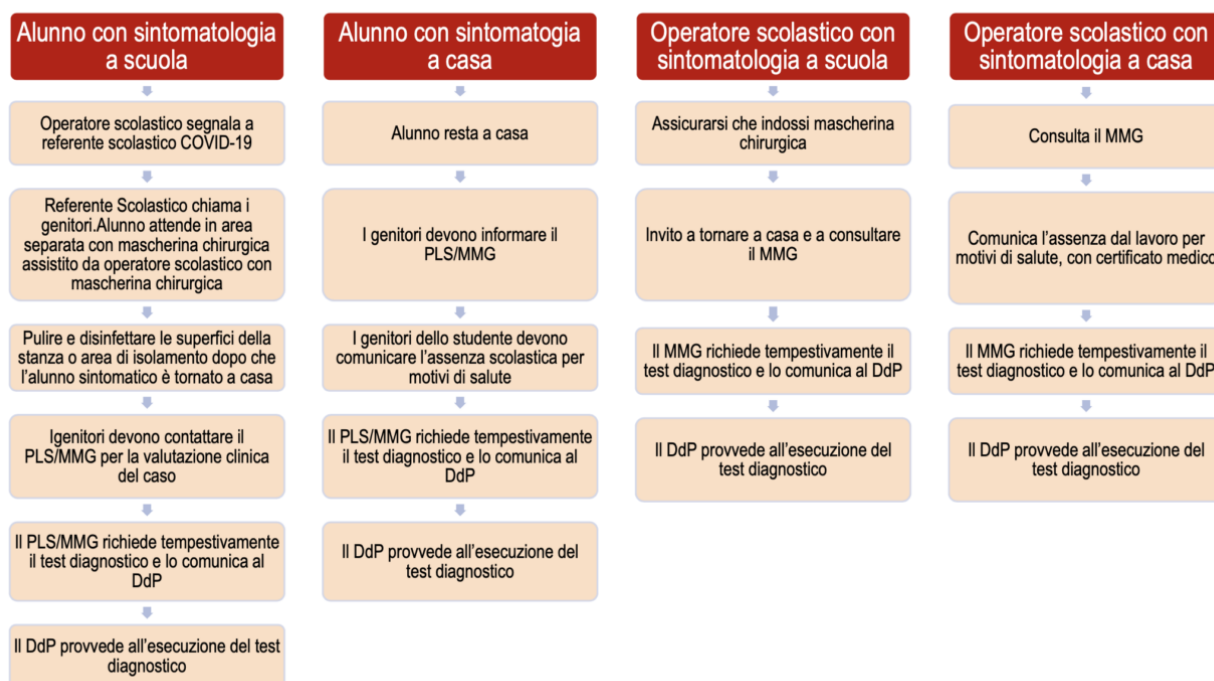 Alunno con sintomatologia
a scuola
Operatore scolastico segnala a
referente scolastico COVID-19
Referente Scolastico chiama i
genitori.Alunno attende in area
separata con mascherina chirurgica
assistito da operatore scolastico con
mascherina chirurgica
Pulire e disinfettare le superfici della
stanza o area di isolamento dopo che
l'alunno sintomatico è tornato a casa
Igenitori devono contattare il
PLS/MMG per la valutazione clinica
del caso
Il PLS/MMG richiede tempestivamente
il test diagnostico e lo comunica al
DdP
Il DdP provvede all'esecuzione del test
diagnostico
Alunno con sintomatogia
a casa
Alunno resta a casa
I genitori devono informare il
PLS/MMG
I genitori dello studente devono
comunicare l'assenza scolastica per
motivi di salute
Il PLS/MMG richiede tempestivamente
il test diagnostico e lo comunica al
DdP
Il DdP provvede all'esecuzione del
test diagnostico
Operatore scolastico con
sintomatologia a scuola
Assicurarsi che indossi mascherina
chirurgica
Invito a tornare a casa e a consultare
il MMG
Il MMG richiede tempestivamente il
test diagnostico e lo comunica al DdP
Il DdP provvede all'esecuzione del
test diagnostico
Operatore scolastico con
sintomatologia a casa
Consulta il MMG
Comunica l'assenza dal lavoro per
motivi di salute, con certificato medico
Il MMG richiede tempestivamente il
test diagnostico e lo comunica al DdP
Il DdP provvede all'esecuzione del
test diagnostico